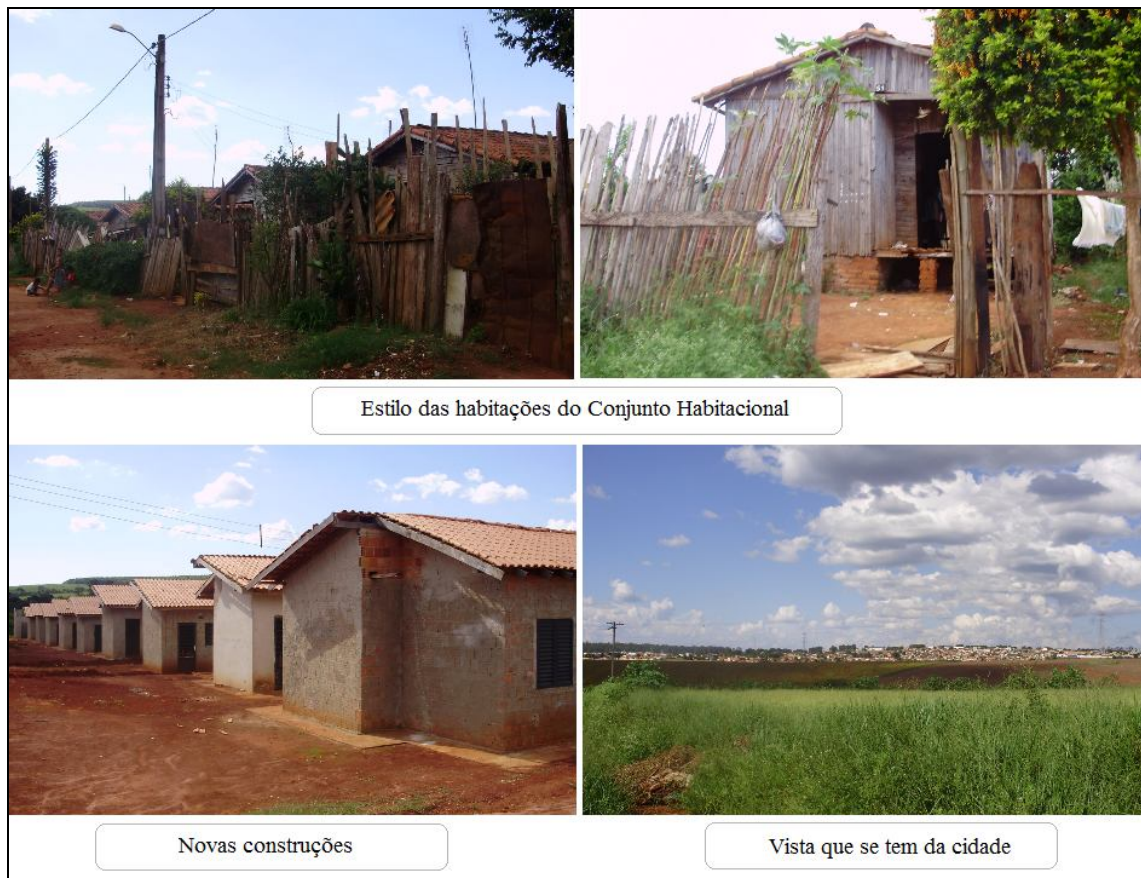 Estilo das habitações do Conjunto Habitacional
Novas construções
Vista que se tem da cidade